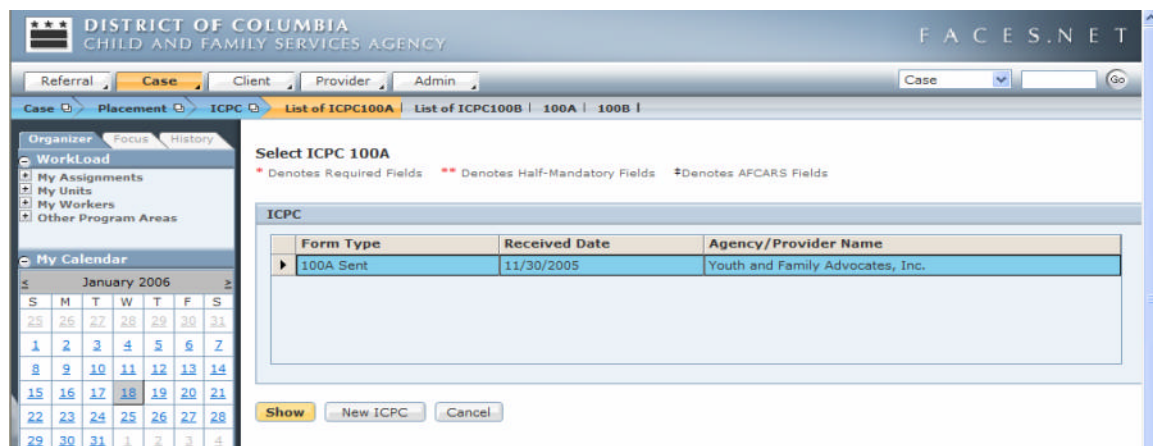 DISTRICT OF COLUMBIA
CHILD AND FAMILY SERVICES AGENCY
FACES.NET
Referral Case Client Provider Admin Case Go
Case Placement ICPC List of ICPC100A | List of ICPC100B | 100A | 100B |
Organizer Focus History
WorkLoad
My Assignments
My Units
My Workers
Other Program Areas
My Calendar
≤ January 2006 ≥
S M T W T F S
25 26 27 28 29 30 31
1 2 3 4 5 6 7
8 9 10 11 12 13 14
15 16 17 18 19 20 21
22 23 24 25 26 27 28
29 30 31 1 2 3 4
Select ICPC 100A
* Denotes Required Fields ** Denotes Half-Mandatory Fields ‡Denotes AFCARS Fields
ICPC
Form Type Received Date Agency/Provider Name
100A Sent 11/30/2005 Youth and Family Advocates, Inc.
Show New ICPC Cancel